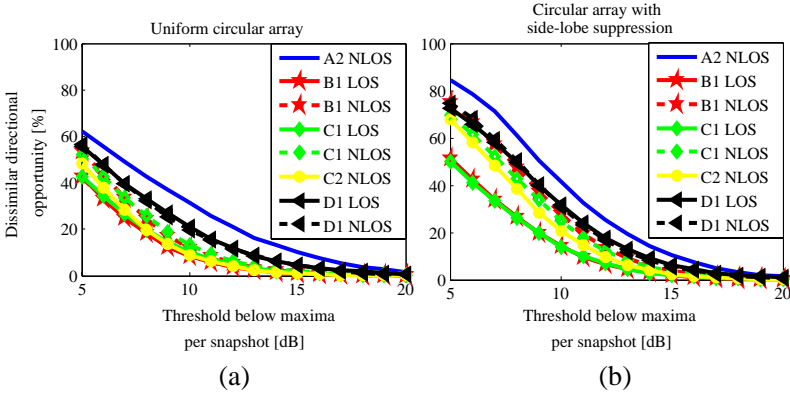 Uniform circular array
Dissimilar directional
opportunity [%]
100
80
60
40
20
0
5
10
15
20
A2 NLOS
B1 LOS
B1 NLOS
C1 LOS
C1 NLOS
C2 NLOS
D1 LOS
D1 NLOS
Threshold below maxima
per snapshot [dB]
(a)
Circular array with
side-lobe suppression
100
80
60
40
20
0
5
10
15
20
A2 NLOS
B1 LOS
B1 NLOS
C1 LOS
C1 NLOS
C2 NLOS
D1 LOS
D1 NLOS
Threshold below maxima
per snapshot [dB]
(b)